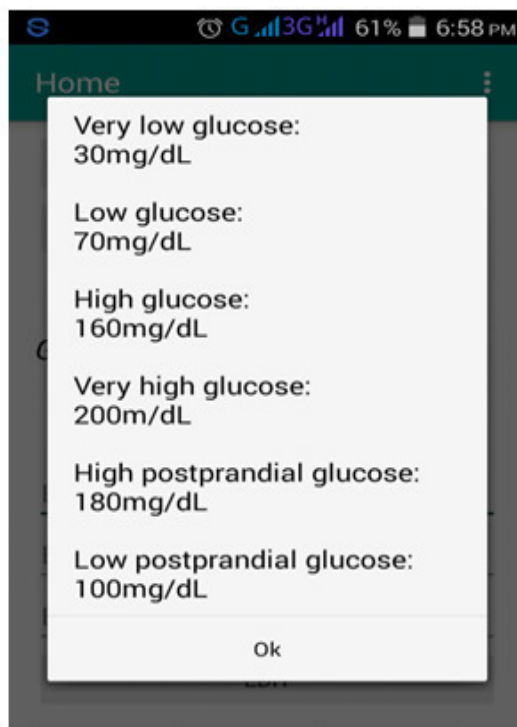 G 3G H 61% 6:58 PM
Home
Very low glucose:
30mg/dL
Low glucose:
70mg/dL
High glucose:
160mg/dL
Very high glucose:
200m/dL
High postprandial glucose:
180mg/dL
Low postprandial glucose:
100mg/dL
Ok